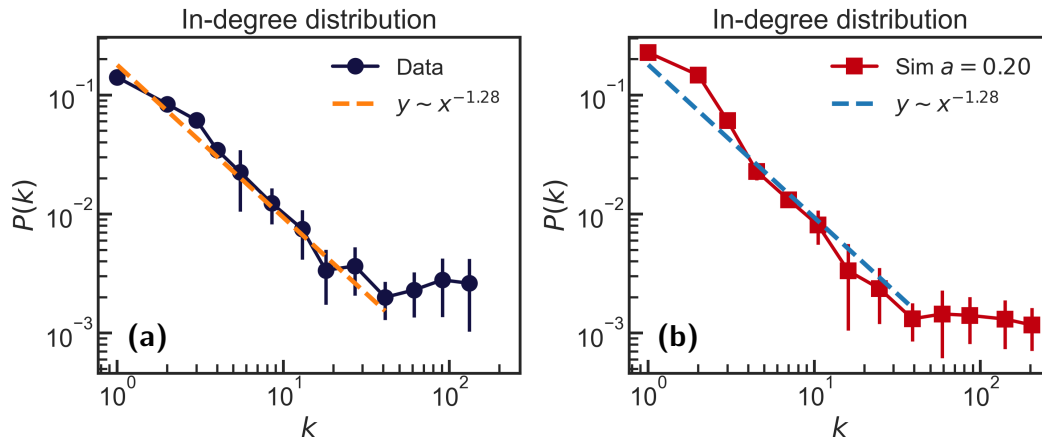 In-degree distribution
Data
y ~ x^{-1.28}
P(k)
10^{-1}
10^{-2}
10^{-3}
(a)
10^0
10^1
10^2
k
In-degree distribution
Sim a = 0.20
y ~ x^{-1.28}
P(k)
10^{-1}
10^{-2}
10^{-3}
(b)
10^0
10^1
10^2
k